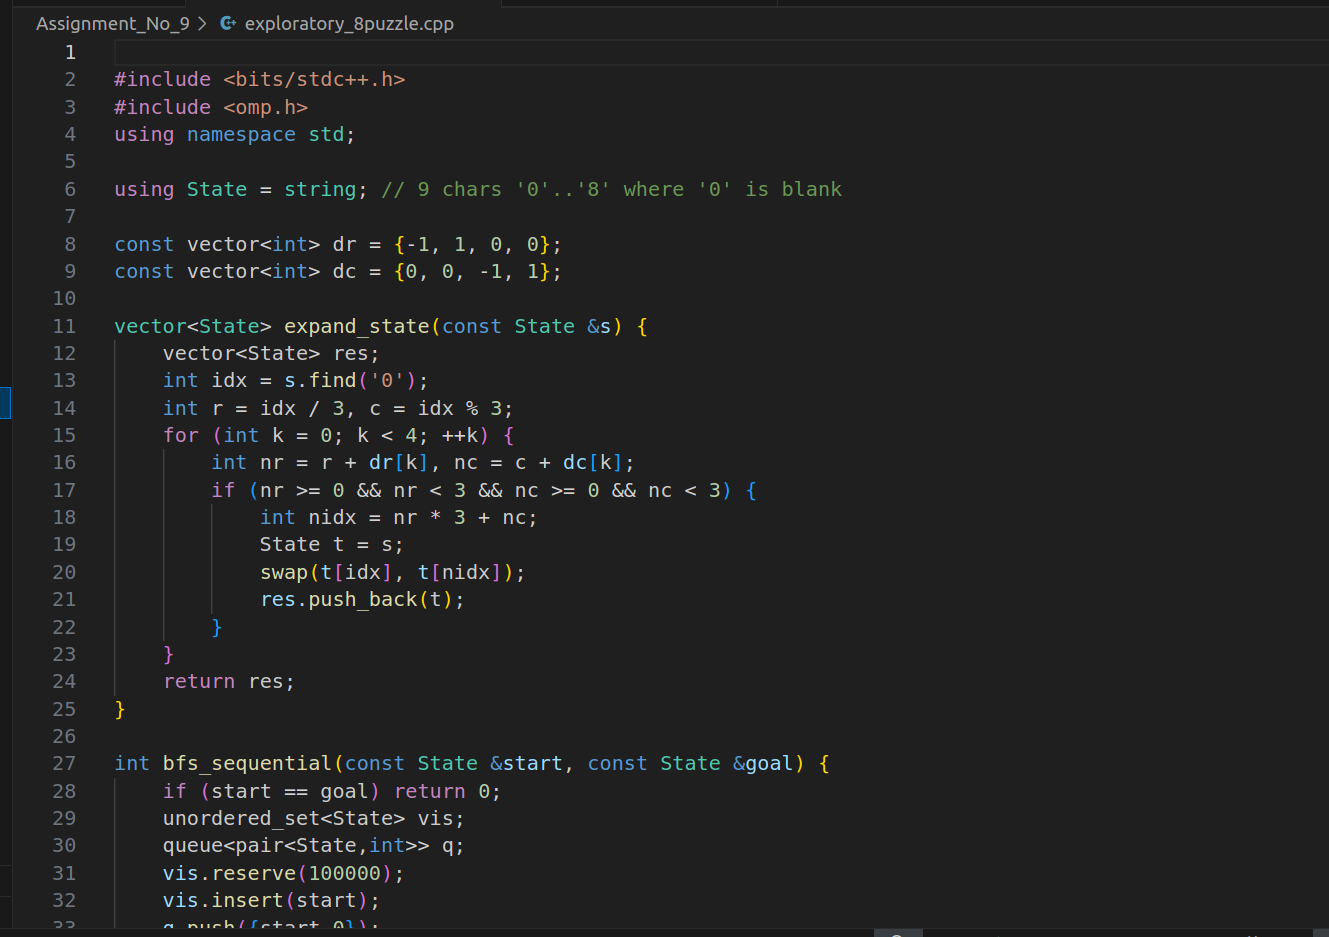 Assignment_No_9 > exploratory_8puzzle.cpp
1
2 #include <bits/stdc++.h>
3 #include <omp.h>
4 using namespace std;
5
6 using State = string; // 9 chars '0'..'8' where '0' is blank
7
8 const vector<int> dr = {-1, 1, 0, 0};
9 const vector<int> dc = {0, 0, -1, 1};
10
11 vector<State> expand_state(const State &s) {
12     vector<State> res;
13     int idx = s.find('0');
14     int r = idx / 3, c = idx % 3;
15     for (int k = 0; k < 4; ++k) {
16         int nr = r + dr[k], nc = c + dc[k];
17         if (nr >= 0 && nr < 3 && nc >= 0 && nc < 3) {
18             int nidx = nr * 3 + nc;
19             State t = s;
20             swap(t[idx], t[nidx]);
21             res.push_back(t);
22         }
23     }
24     return res;
25 }
26
27 int bfs_sequential(const State &start, const State &goal) {
28     if (start == goal) return 0;
29     unordered_set<State> vis;
30     queue<pair<State,int>> q;
31     vis.reserve(100000);
32     vis.insert(start);
33     q.push({start,0});